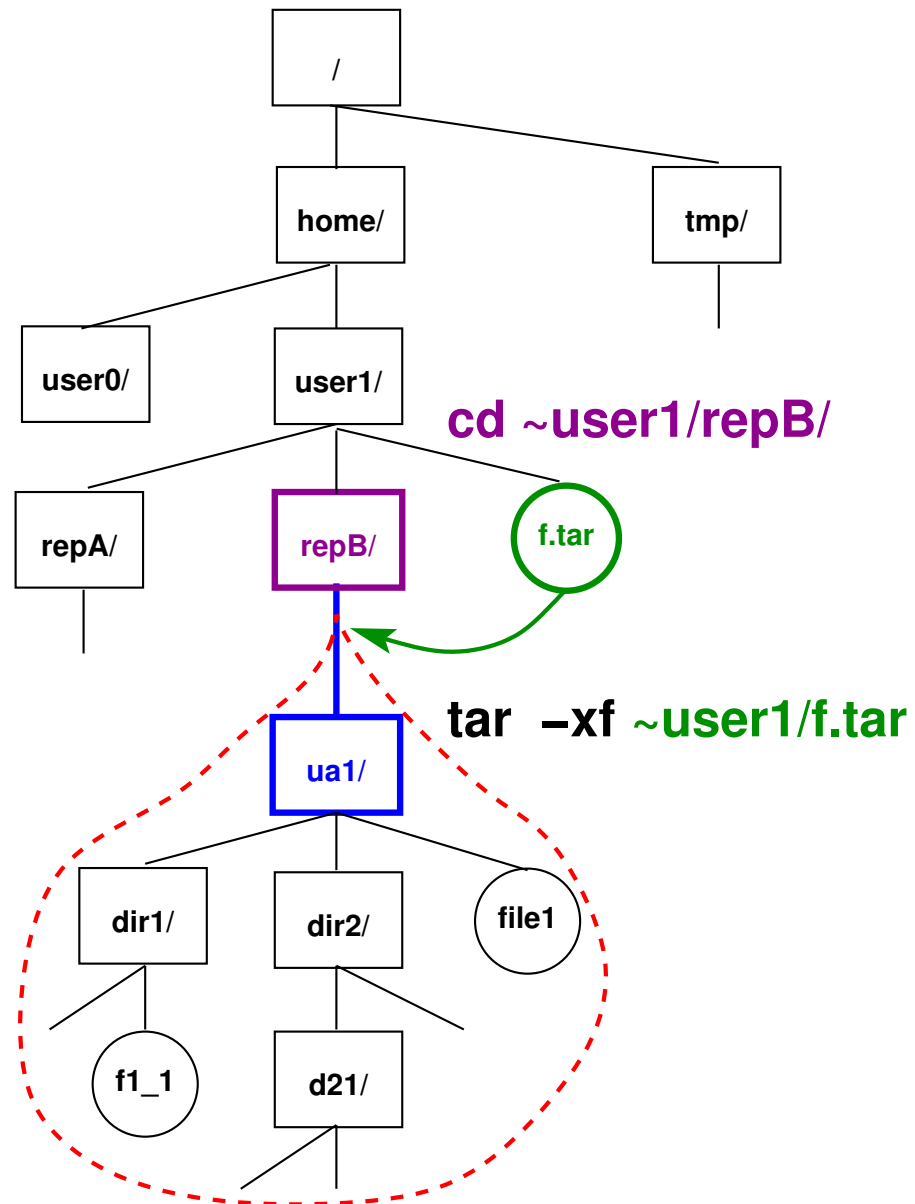 /
home/
tmp/
user0/
user1/
cd ~user1/repB/
repA/
repB/
f.tar
tar –xf ~user1/f.tar
ua1/
dir1/
dir2/
file1
f1_1
d21/